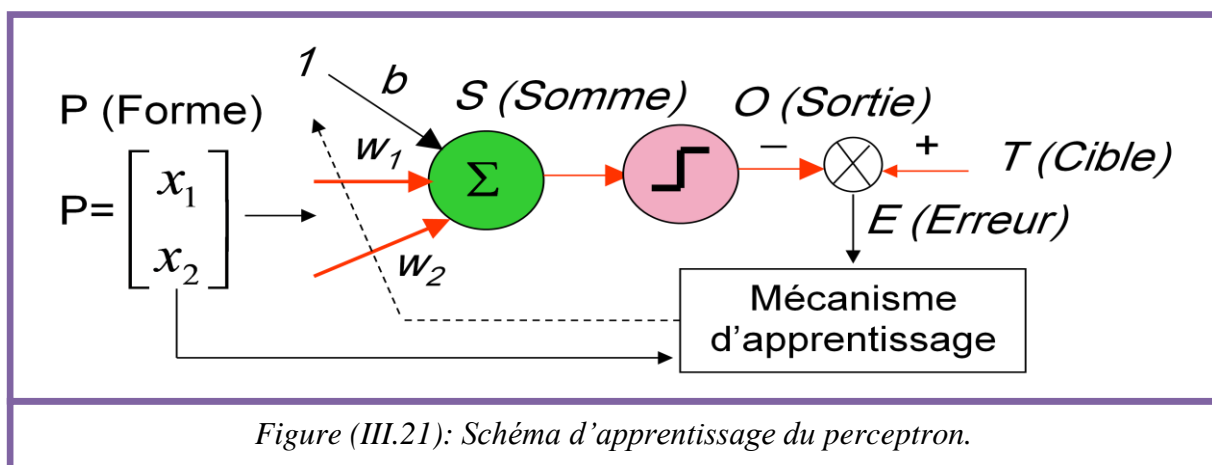 1
b
S (Somme)
O (Sortie)
P (Forme)
w1
Σ
–
+
T (Cible)
P= [x1 x2]
w2
E (Erreur)
Mécanisme
d’apprentissage
Figure (III.21): Schéma d’apprentissage du perceptron.